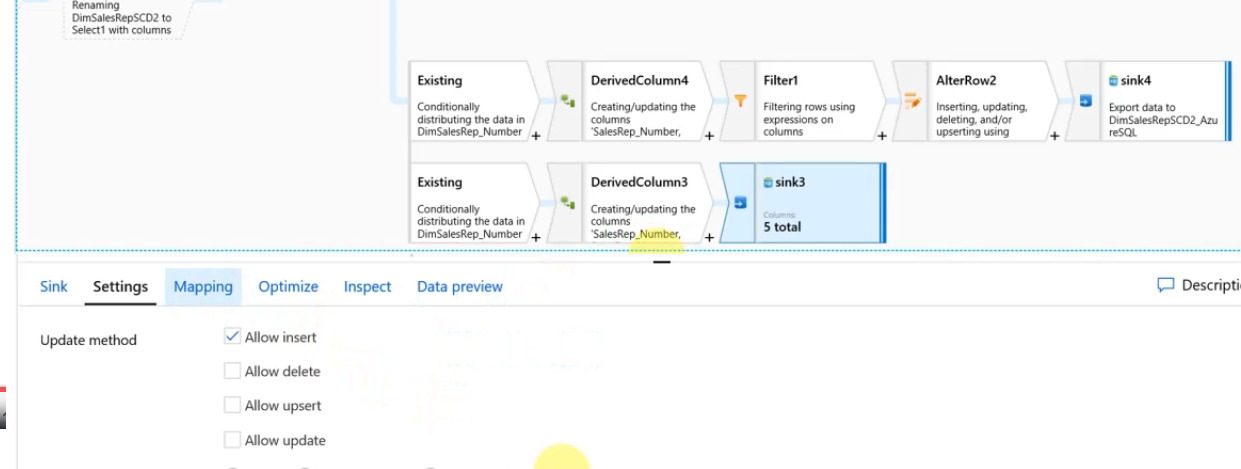 Renaming
DimSalesRepSCD2 to
Select1 with columns
Existing
Conditionally
distributing the data in
DimSalesRep_Number
+
DerivedColumn4
Creating/updating the
columns
'SalesRep_Number,
+
Filter1
Filtering rows using
expressions on
columns
+
AlterRow2
Inserting, updating,
deleting, and/or
upserting using
+
sink4
Export data to
DimSalesRepSCD2_Azu
reSQL
Existing
Conditionally
distributing the data in
DimSalesRep_Number
+
DerivedColumn3
Creating/updating the
columns
'SalesRep_Number,
+
sink3
Columns:
5 total
Sink Settings Mapping Optimize Inspect Data preview
Descripti
Update method
Allow insert
Allow delete
Allow upsert
Allow update